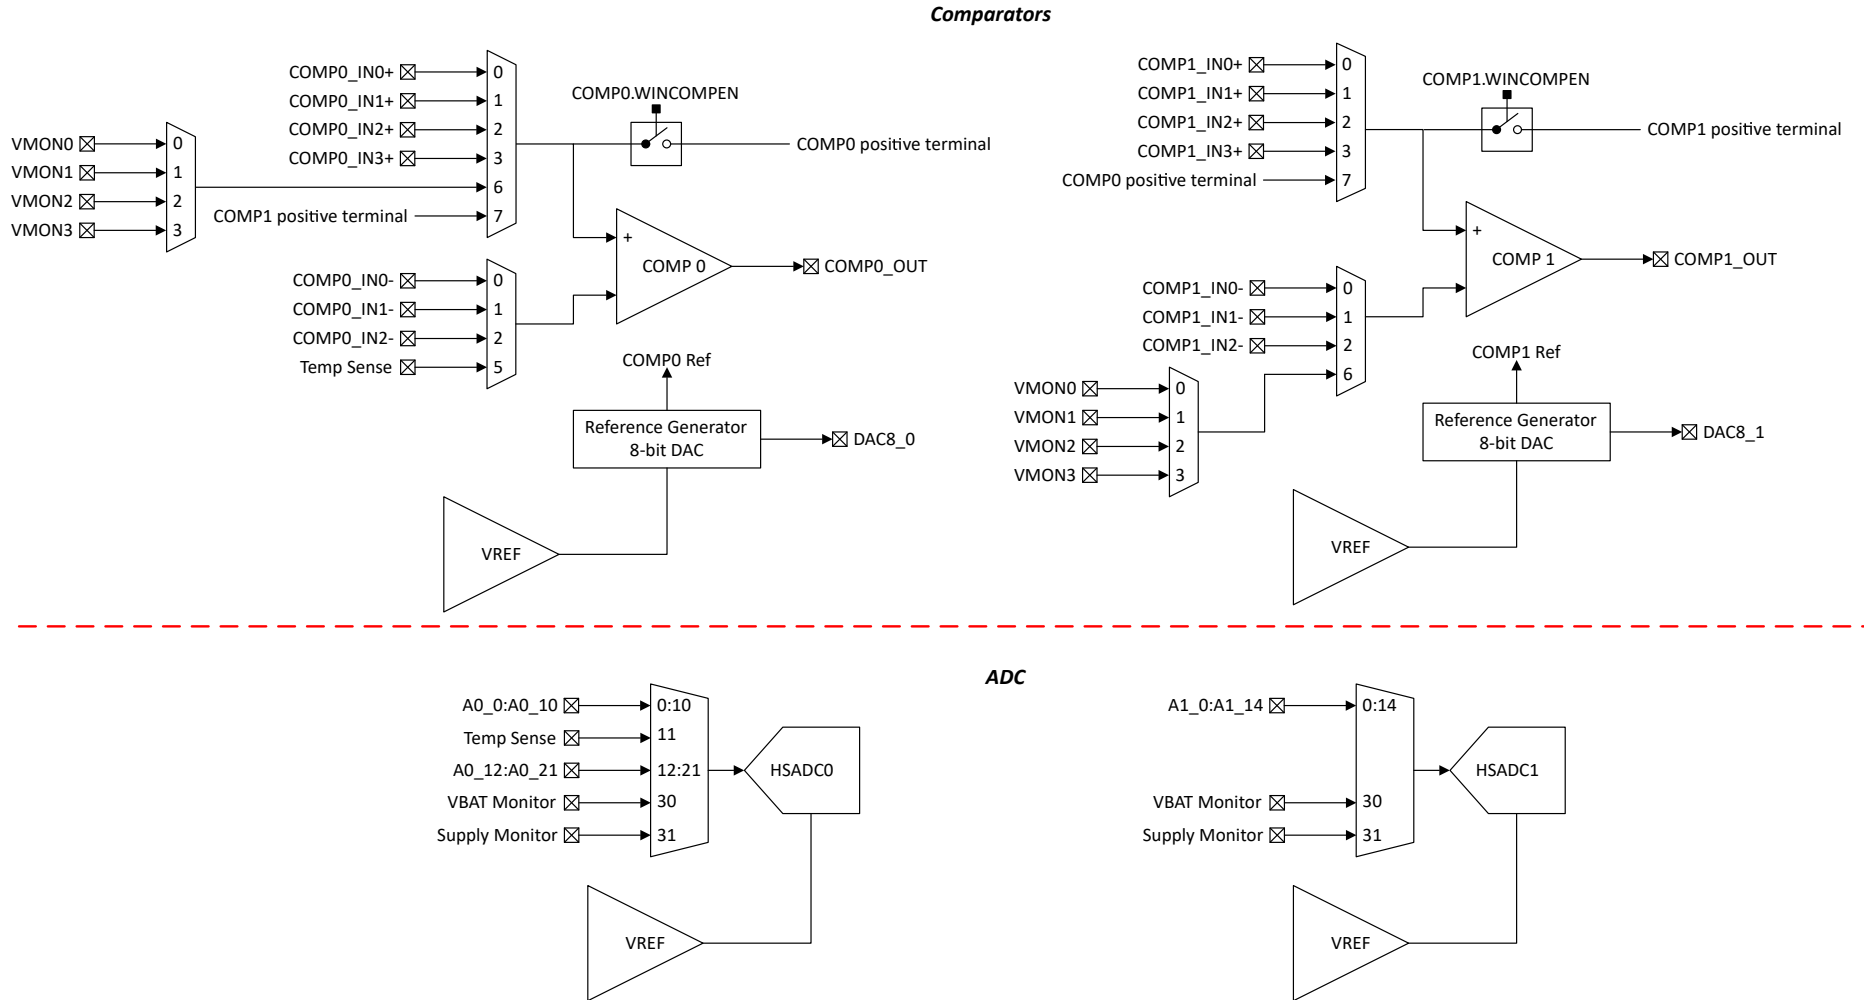 Comparators
COMP0_IN0+
0
COMP0_IN1+
1
COMP0_IN2+
2
COMP0_IN3+
3
6
COMP1 positive terminal
7
VMON0
0
VMON1
1
VMON2
2
VMON3
3
COMP0.WINCOMPEN
COMP0 positive terminal
+
COMP 0
COMP0_OUT
COMP0_IN0-
0
COMP0_IN1-
1
COMP0_IN2-
2
Temp Sense
5
COMP0 Ref
Reference Generator
8-bit DAC
DAC8_0
VREF
COMP1_IN0+
0
COMP1_IN1+
1
COMP1_IN2+
2
COMP1_IN3+
3
COMP0 positive terminal
7
COMP1.WINCOMPEN
COMP1 positive terminal
+
COMP 1
COMP1_OUT
COMP1_IN0-
0
COMP1_IN1-
1
COMP1_IN2-
2
6
VMON0
0
VMON1
1
VMON2
2
VMON3
3
COMP1 Ref
Reference Generator
8-bit DAC
DAC8_1
VREF
ADC
A0_0:A0_10
0:10
Temp Sense
11
A0_12:A0_21
12:21
VBAT Monitor
30
Supply Monitor
31
HSADC0
VREF
A1_0:A1_14
0:14
VBAT Monitor
30
Supply Monitor
31
HSADC1
VREF